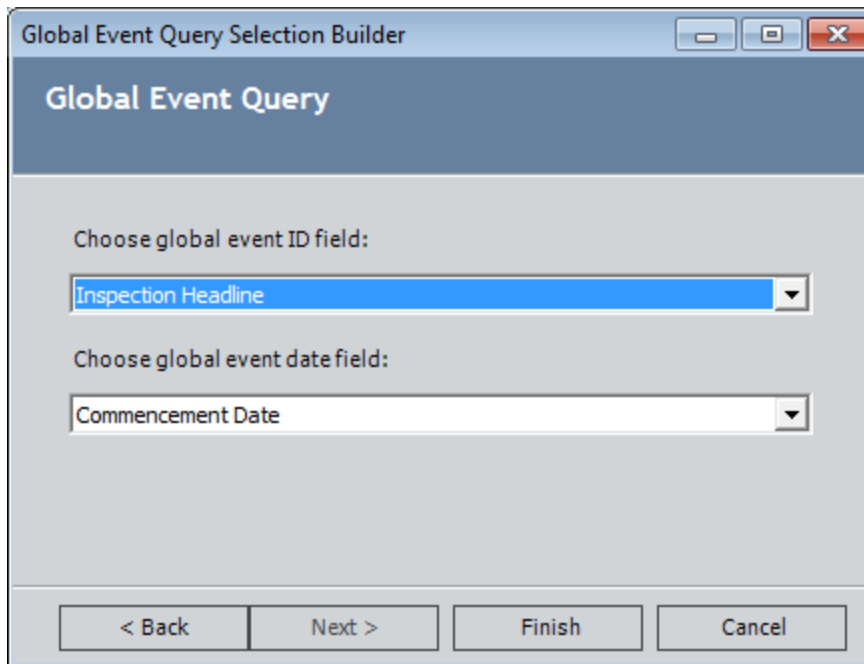 Global Event Query Selection Builder
Global Event Query
Choose global event ID field:
Inspection Headline
Choose global event date field:
Commencement Date
< Back Next > Finish Cancel